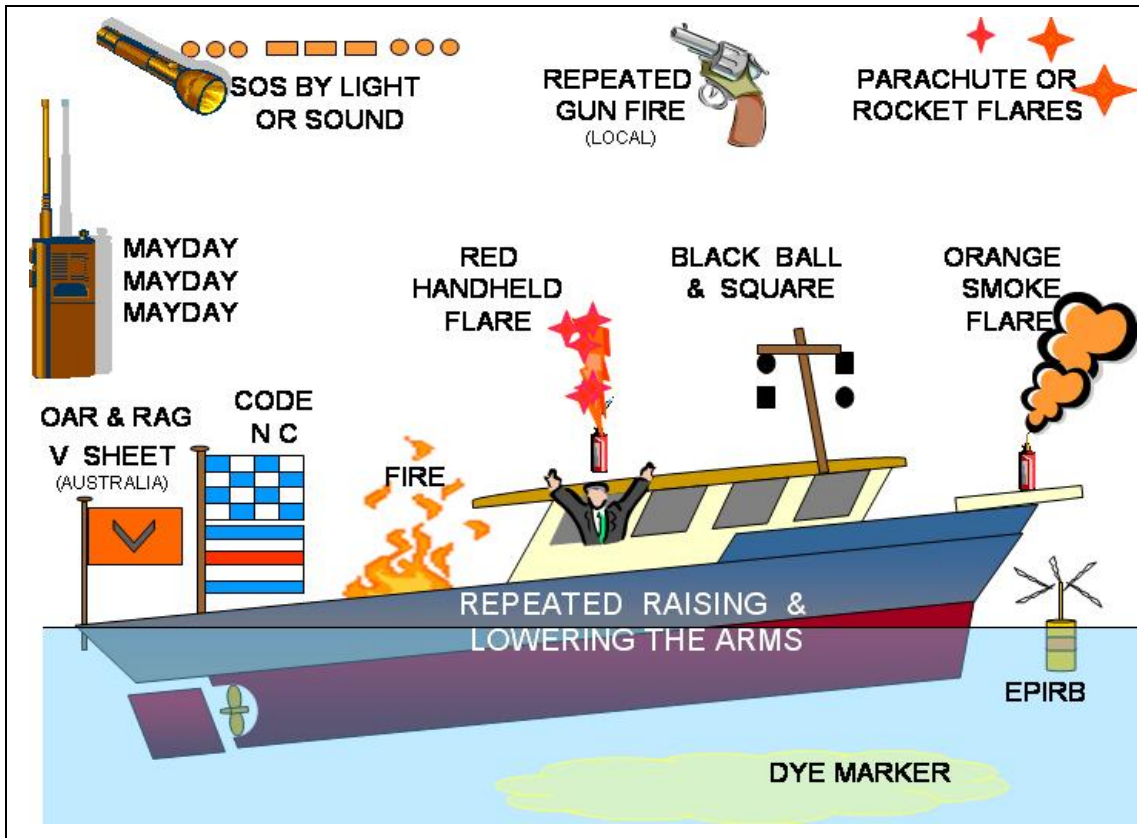 SOS BY LIGHT
OR SOUND
REPEATED
GUN FIRE
(LOCAL)
PARACHUTE OR
ROCKET FLARES
MAYDAY
MAYDAY
MAYDAY
RED
HANDHELD
FLARE
BLACK BALL
& SQUARE
ORANGE
SMOKE
FLARE
OAR & RAG
V SHEET
(AUSTRALIA)
CODE
N C
FIRE
REPEATED RAISING &
LOWERING THE ARMS
EPIRB
DYE MARKER